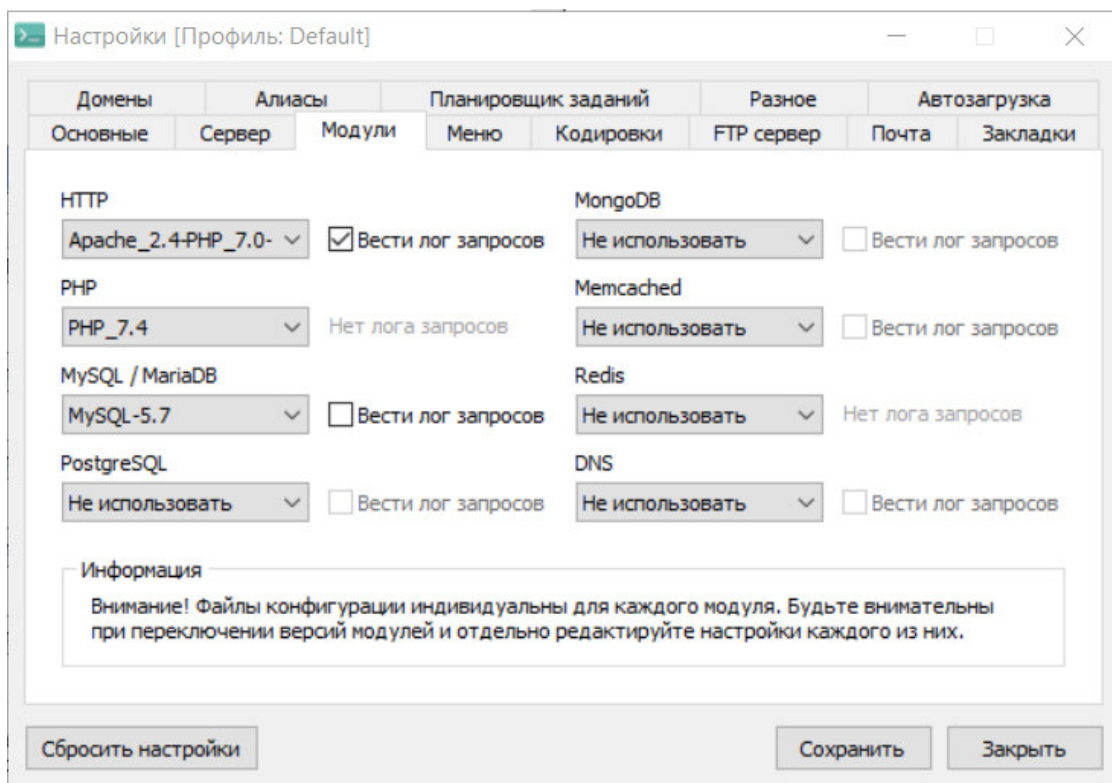 Настройки [Профиль: Default]
Домены Алиасы Планировщик заданий Разное Автозагрузка
Основные Сервер Модули Меню Кодировки FTP сервер Почта Закладки
HTTP MongoDB
Apache_2.4-PHP_7.0- Вести лог запросов Не использовать Вести лог запросов
PHP Memcached
PHP_7.4 Нет лога запросов Не использовать Вести лог запросов
MySQL / MariaDB Redis
MySQL-5.7 Вести лог запросов Не использовать Нет лога запросов
PostgreSQL DNS
Не использовать Вести лог запросов Не использовать Вести лог запросов
Информация
Внимание! Файлы конфигурации индивидуальны для каждого модуля. Будьте внимательны
при переключении версий модулей и отдельно редактируйте настройки каждого из них.
Сбросить настройки Сохранить Закрыть